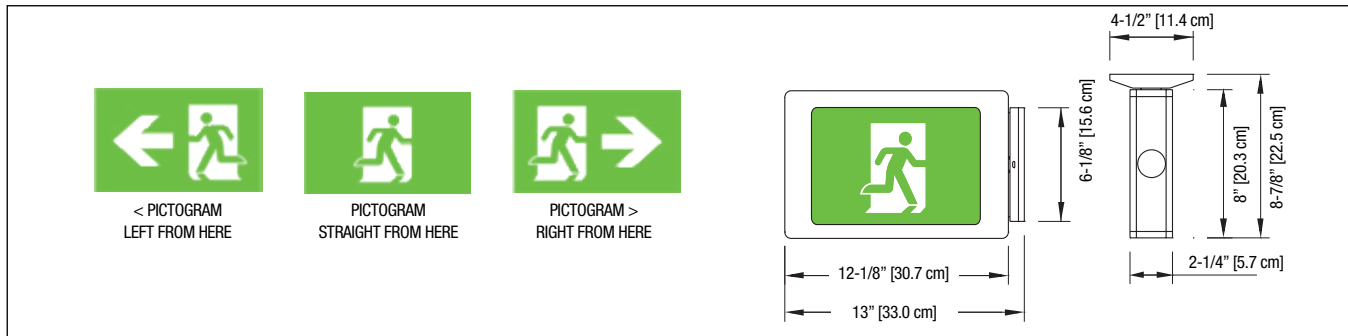 < PICTOGRAM
LEFT FROM HERE
PICTOGRAM
STRAIGHT FROM HERE
PICTOGRAM >
RIGHT FROM HERE
12-1/8” [30.7 cm]
13” [33.0 cm]
6-1/8” [15.6 cm]
4-1/2” [11.4 cm]
8” [20.3 cm]
8-7/8” [22.5 cm]
2-1/4” [5.7 cm]